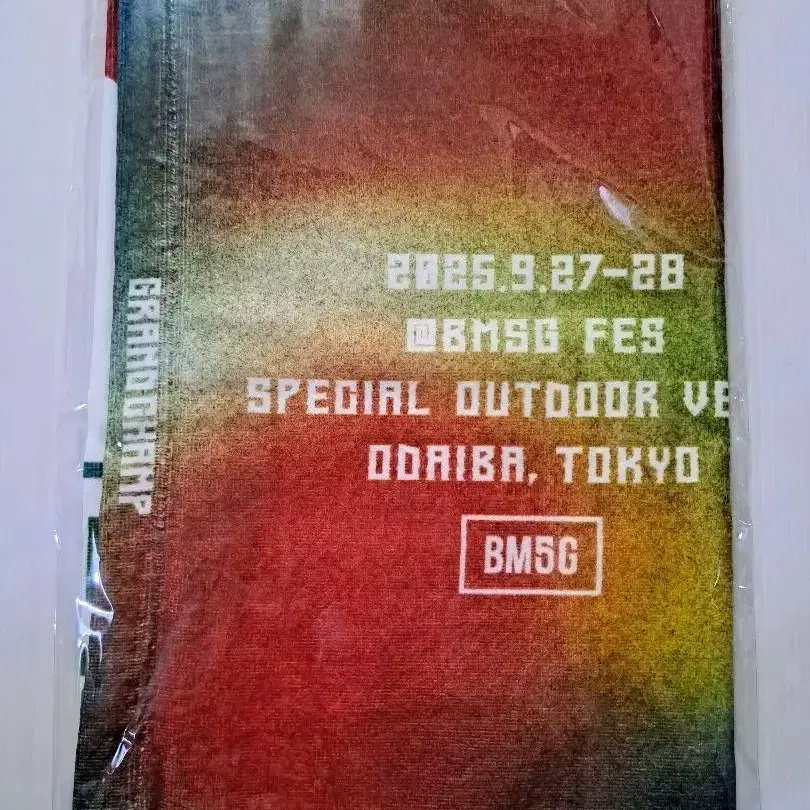 2025.9.27-28
@BMSG FES
SPECIAL OUTDOOR VE
ODAIBA, TOKYO
BMSG
GRANDCHAMP